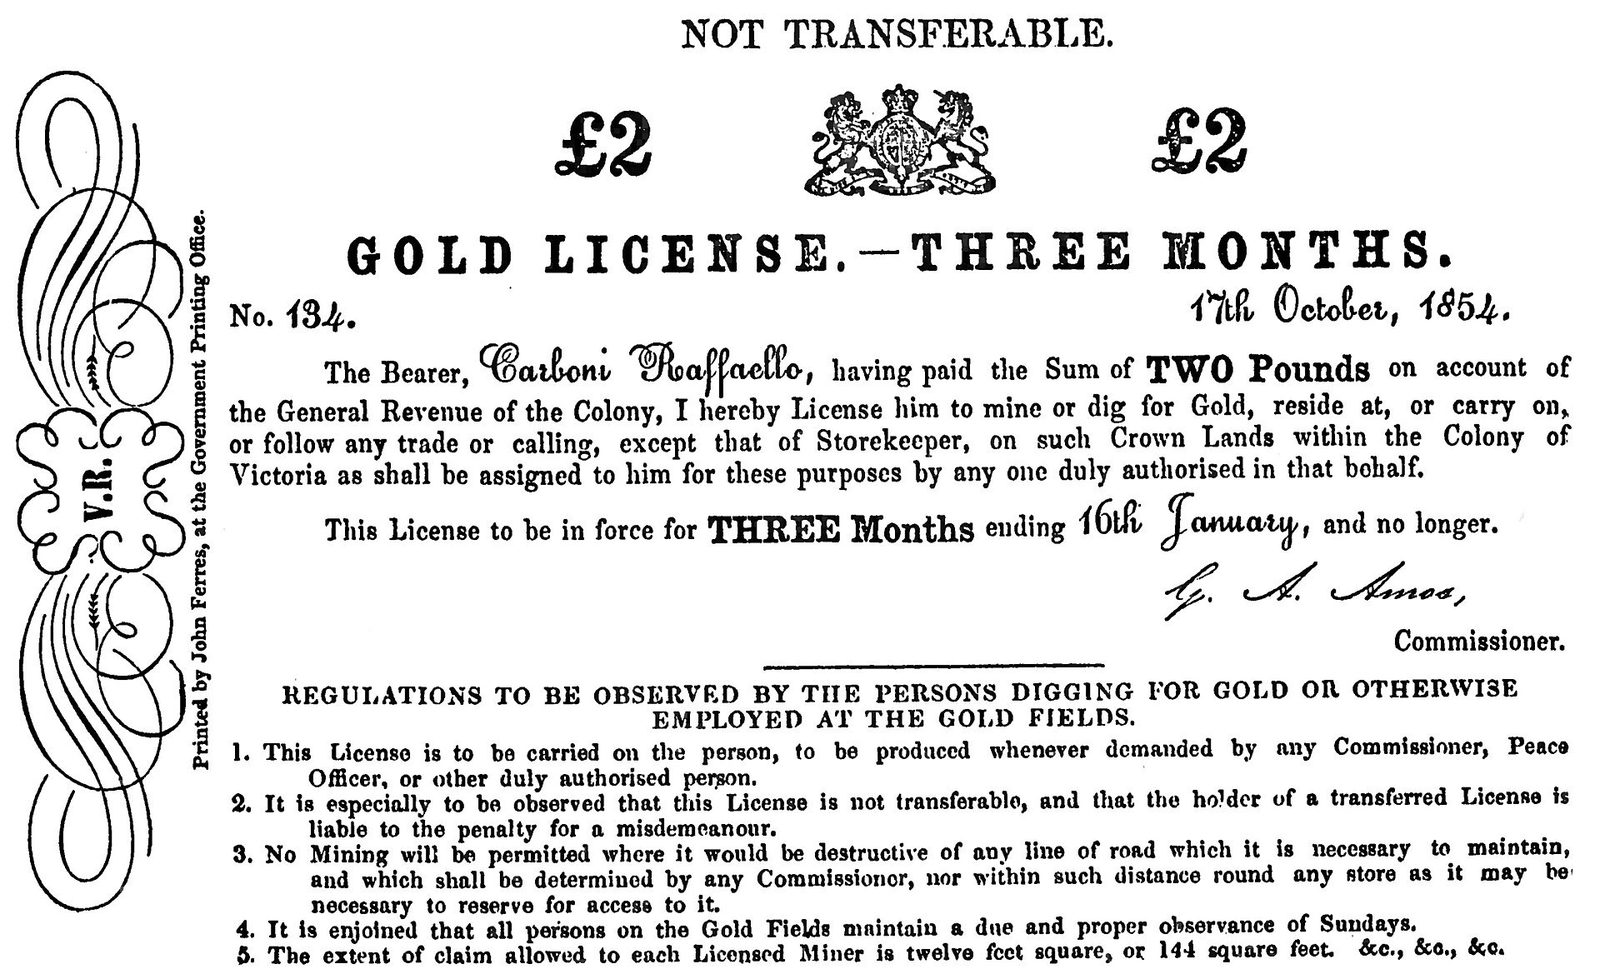 NOT TRANSFERABLE.
£2 £2
GOLD LICENSE.—THREE MONTHS.
No. 134. 17th October, 1854.
The Bearer, Carboni Raffaello, having paid the Sum of TWO Pounds on account of
the General Revenue of the Colony, I hereby License him to mine or dig for Gold, reside at, or carry on,
or follow any trade or calling, except that of Storekeeper, on such Crown Lands within the Colony of
Victoria as shall be assigned to him for these purposes by any one duly authorised in that behalf.
This License to be in force for THREE Months ending 16th January, and no longer.
G. A. Amos,
Commissioner.
REGULATIONS TO BE OBSERVED BY THE PERSONS DIGGING FOR GOLD OR OTHERWISE
EMPLOYED AT THE GOLD FIELDS.
1. This License is to be carried on the person, to be produced whenever demanded by any Commissioner, Peace
Officer, or other duly authorised person.
2. It is especially to be observed that this License is not transferable, and that the holder of a transferred License is
liable to the penalty for a misdemeanour.
3. No Mining will be permitted where it would be destructive of any line of road which it is necessary to maintain,
and which shall be determined by any Commissioner, nor within such distance round any store as it may be
necessary to reserve for access to it.
4. It is enjoined that all persons on the Gold Fields maintain a due and proper observance of Sundays.
5. The extent of claim allowed to each Licensed Miner is twelve feet square, or 144 square feet. &c., &c., &c.
V.R.
Printed by John Ferres, at the Government Printing Office.